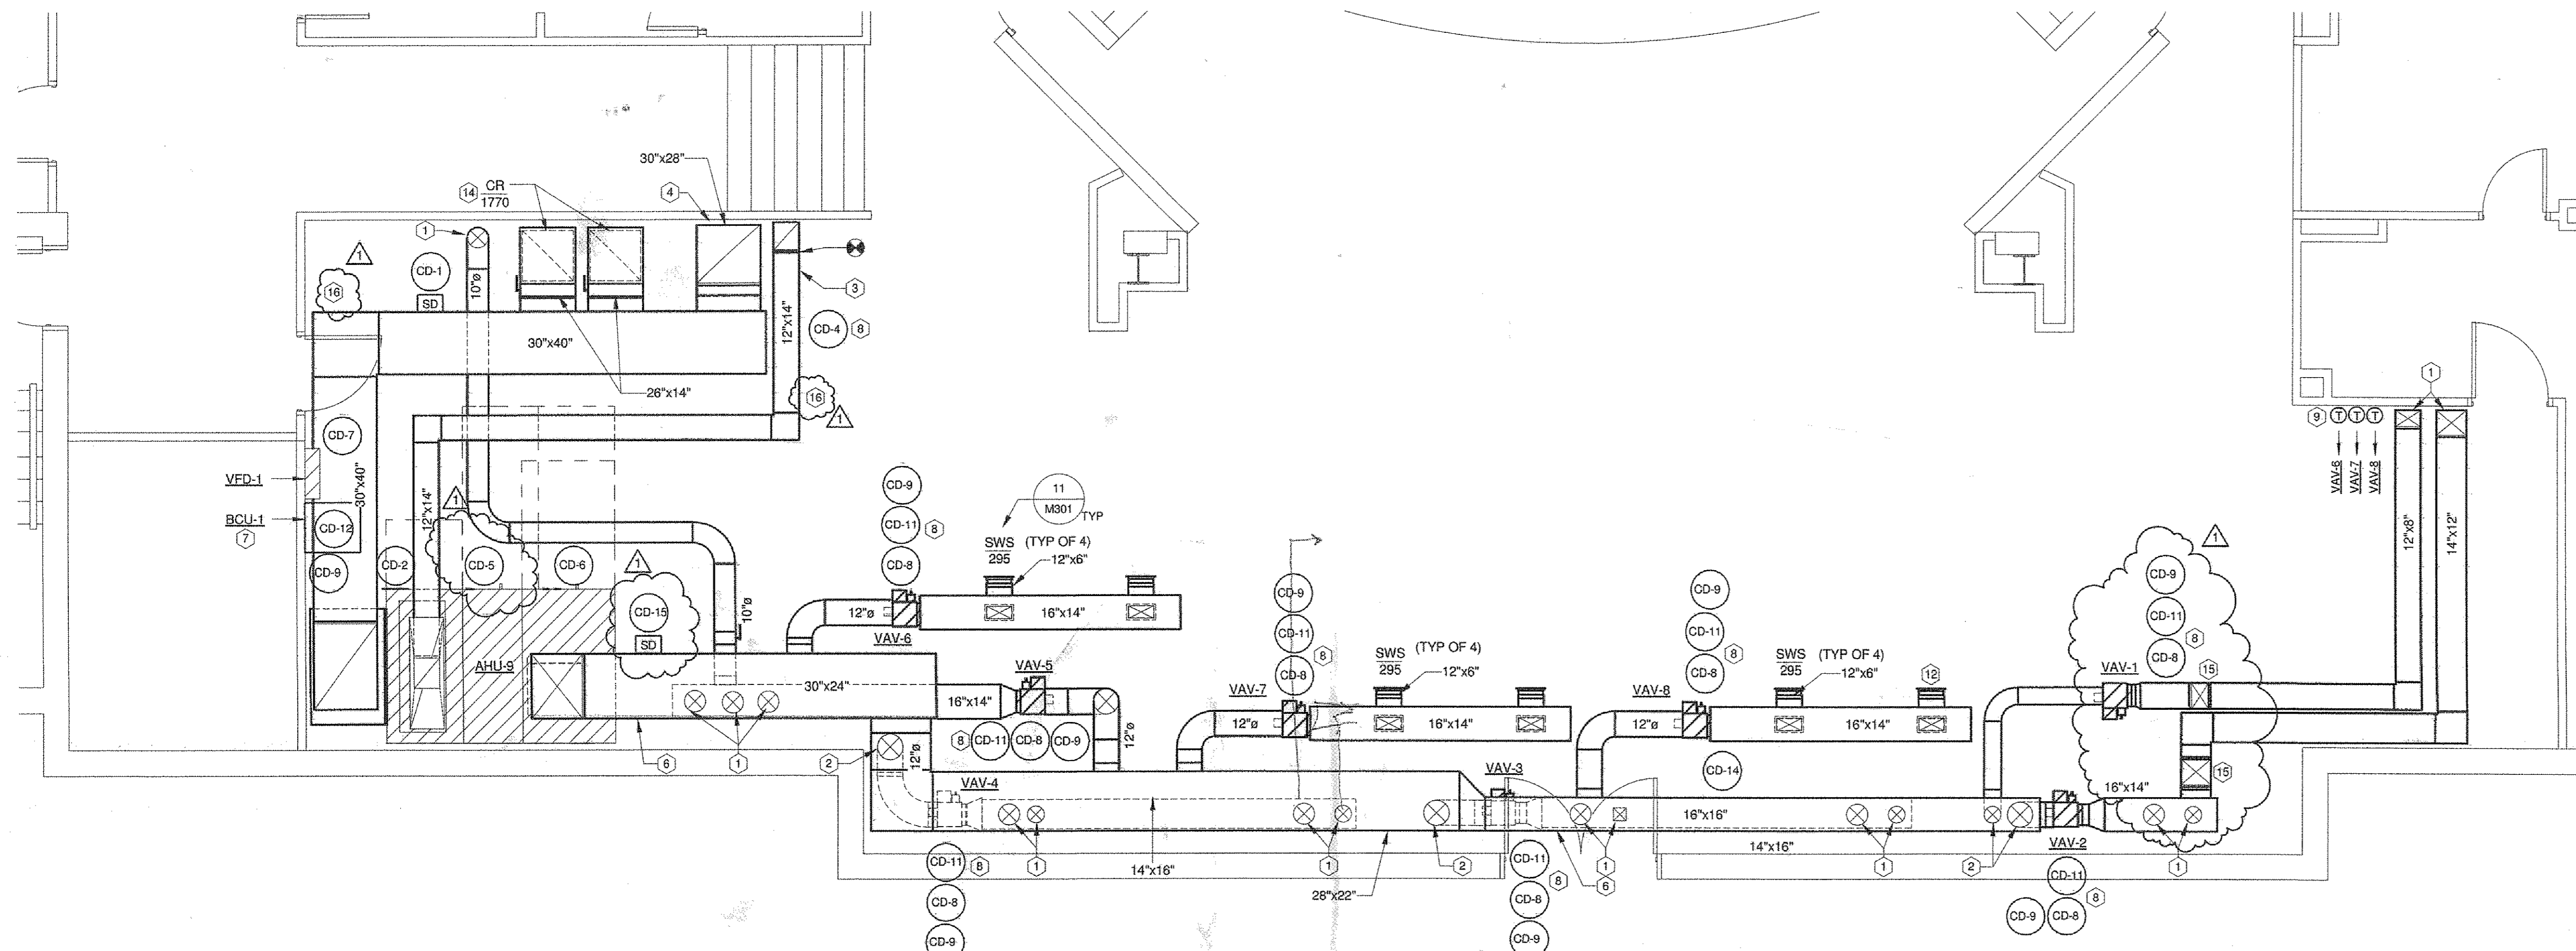 30"x28"
14 CR
1770
4
1
1
CD-1
16
SD
10"ø
3
12"x14"
CD-4 8
30"x40"
26"x14"
16
1
CD-7
30"x40"
VFD-1
BCU-1
7
CD-12
CD-9
12"x14"
1
CD-2
CD-5
CD-6
1
CD-15
SD
10"ø
AHU-9
30"x24"
6
1
2
CD-9
CD-11 8
CD-8
11
M301
TYP
SWS (TYP OF 4)
295
12"x6"
12"ø
16"x14"
VAV-6
VAV-5
16"x14"
8 CD-11 CD-8 CD-9
12"ø
12"ø
VAV-4
CD-11 8
CD-8
CD-9
1
14"x16"
CD-9
CD-11
8
CD-8
VAV-7
SWS (TYP OF 4)
295
12"x6"
12"ø
16"x14"
1
28"x22"
2
VAV-3
CD-11
8
CD-8
CD-9
1
6
CD-9
CD-11
8
CD-8
VAV-8
SWS (TYP OF 4)
295
12"x6"
12
12"ø
16"x14"
CD-14
16"x16"
14"x16"
1
2
1
CD-9
CD-11
8
CD-8
VAV-1
15
16"x14"
15
VAV-2
CD-11
8
CD-9 CD-8
1
9 T T T
VAV-6
VAV-7
VAV-8
1
12"x8"
14"x12"